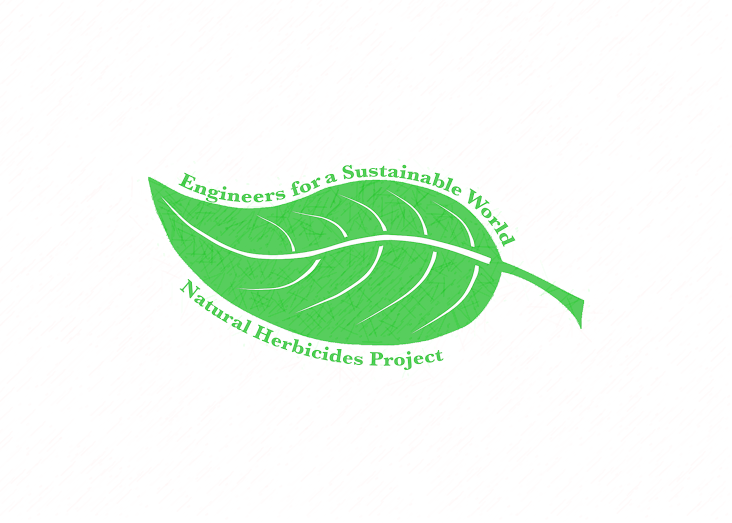 Engineers for a Sustainable World
Natural Herbicides Project